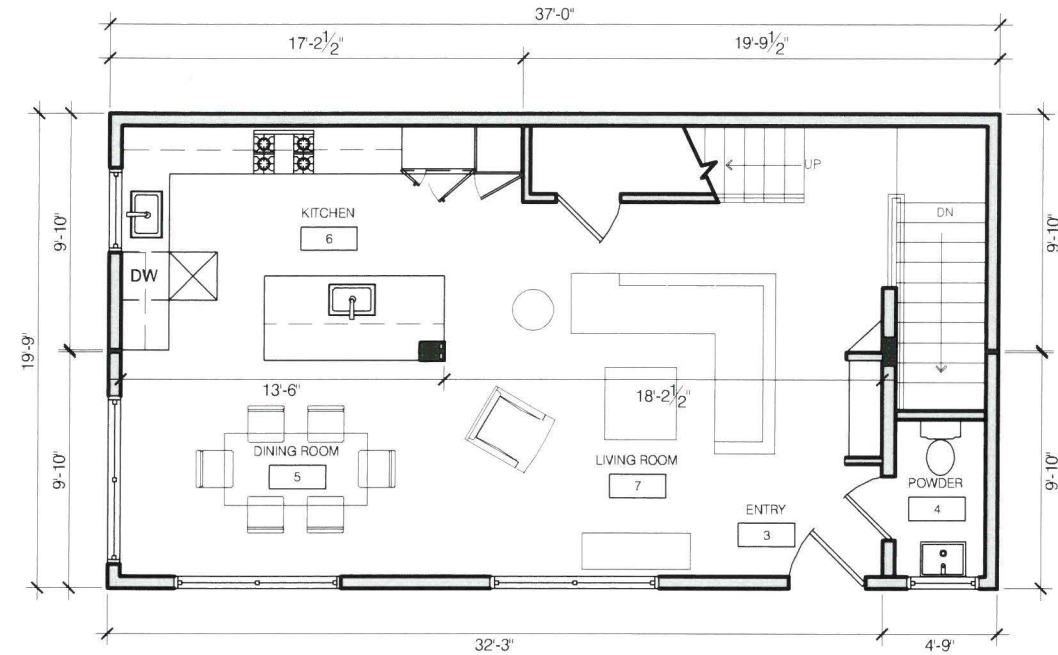 37'-0"
17'-2½"
19'-9½"
UP
DN
KITCHEN
6
9'-10"
9'-10"
DW
19'-9"
13'-6"
18'-2½"
DINING ROOM
5
LIVING ROOM
7
POWDER
4
ENTRY
3
9'-10"
9'-10"
32'-3"
4'-9"